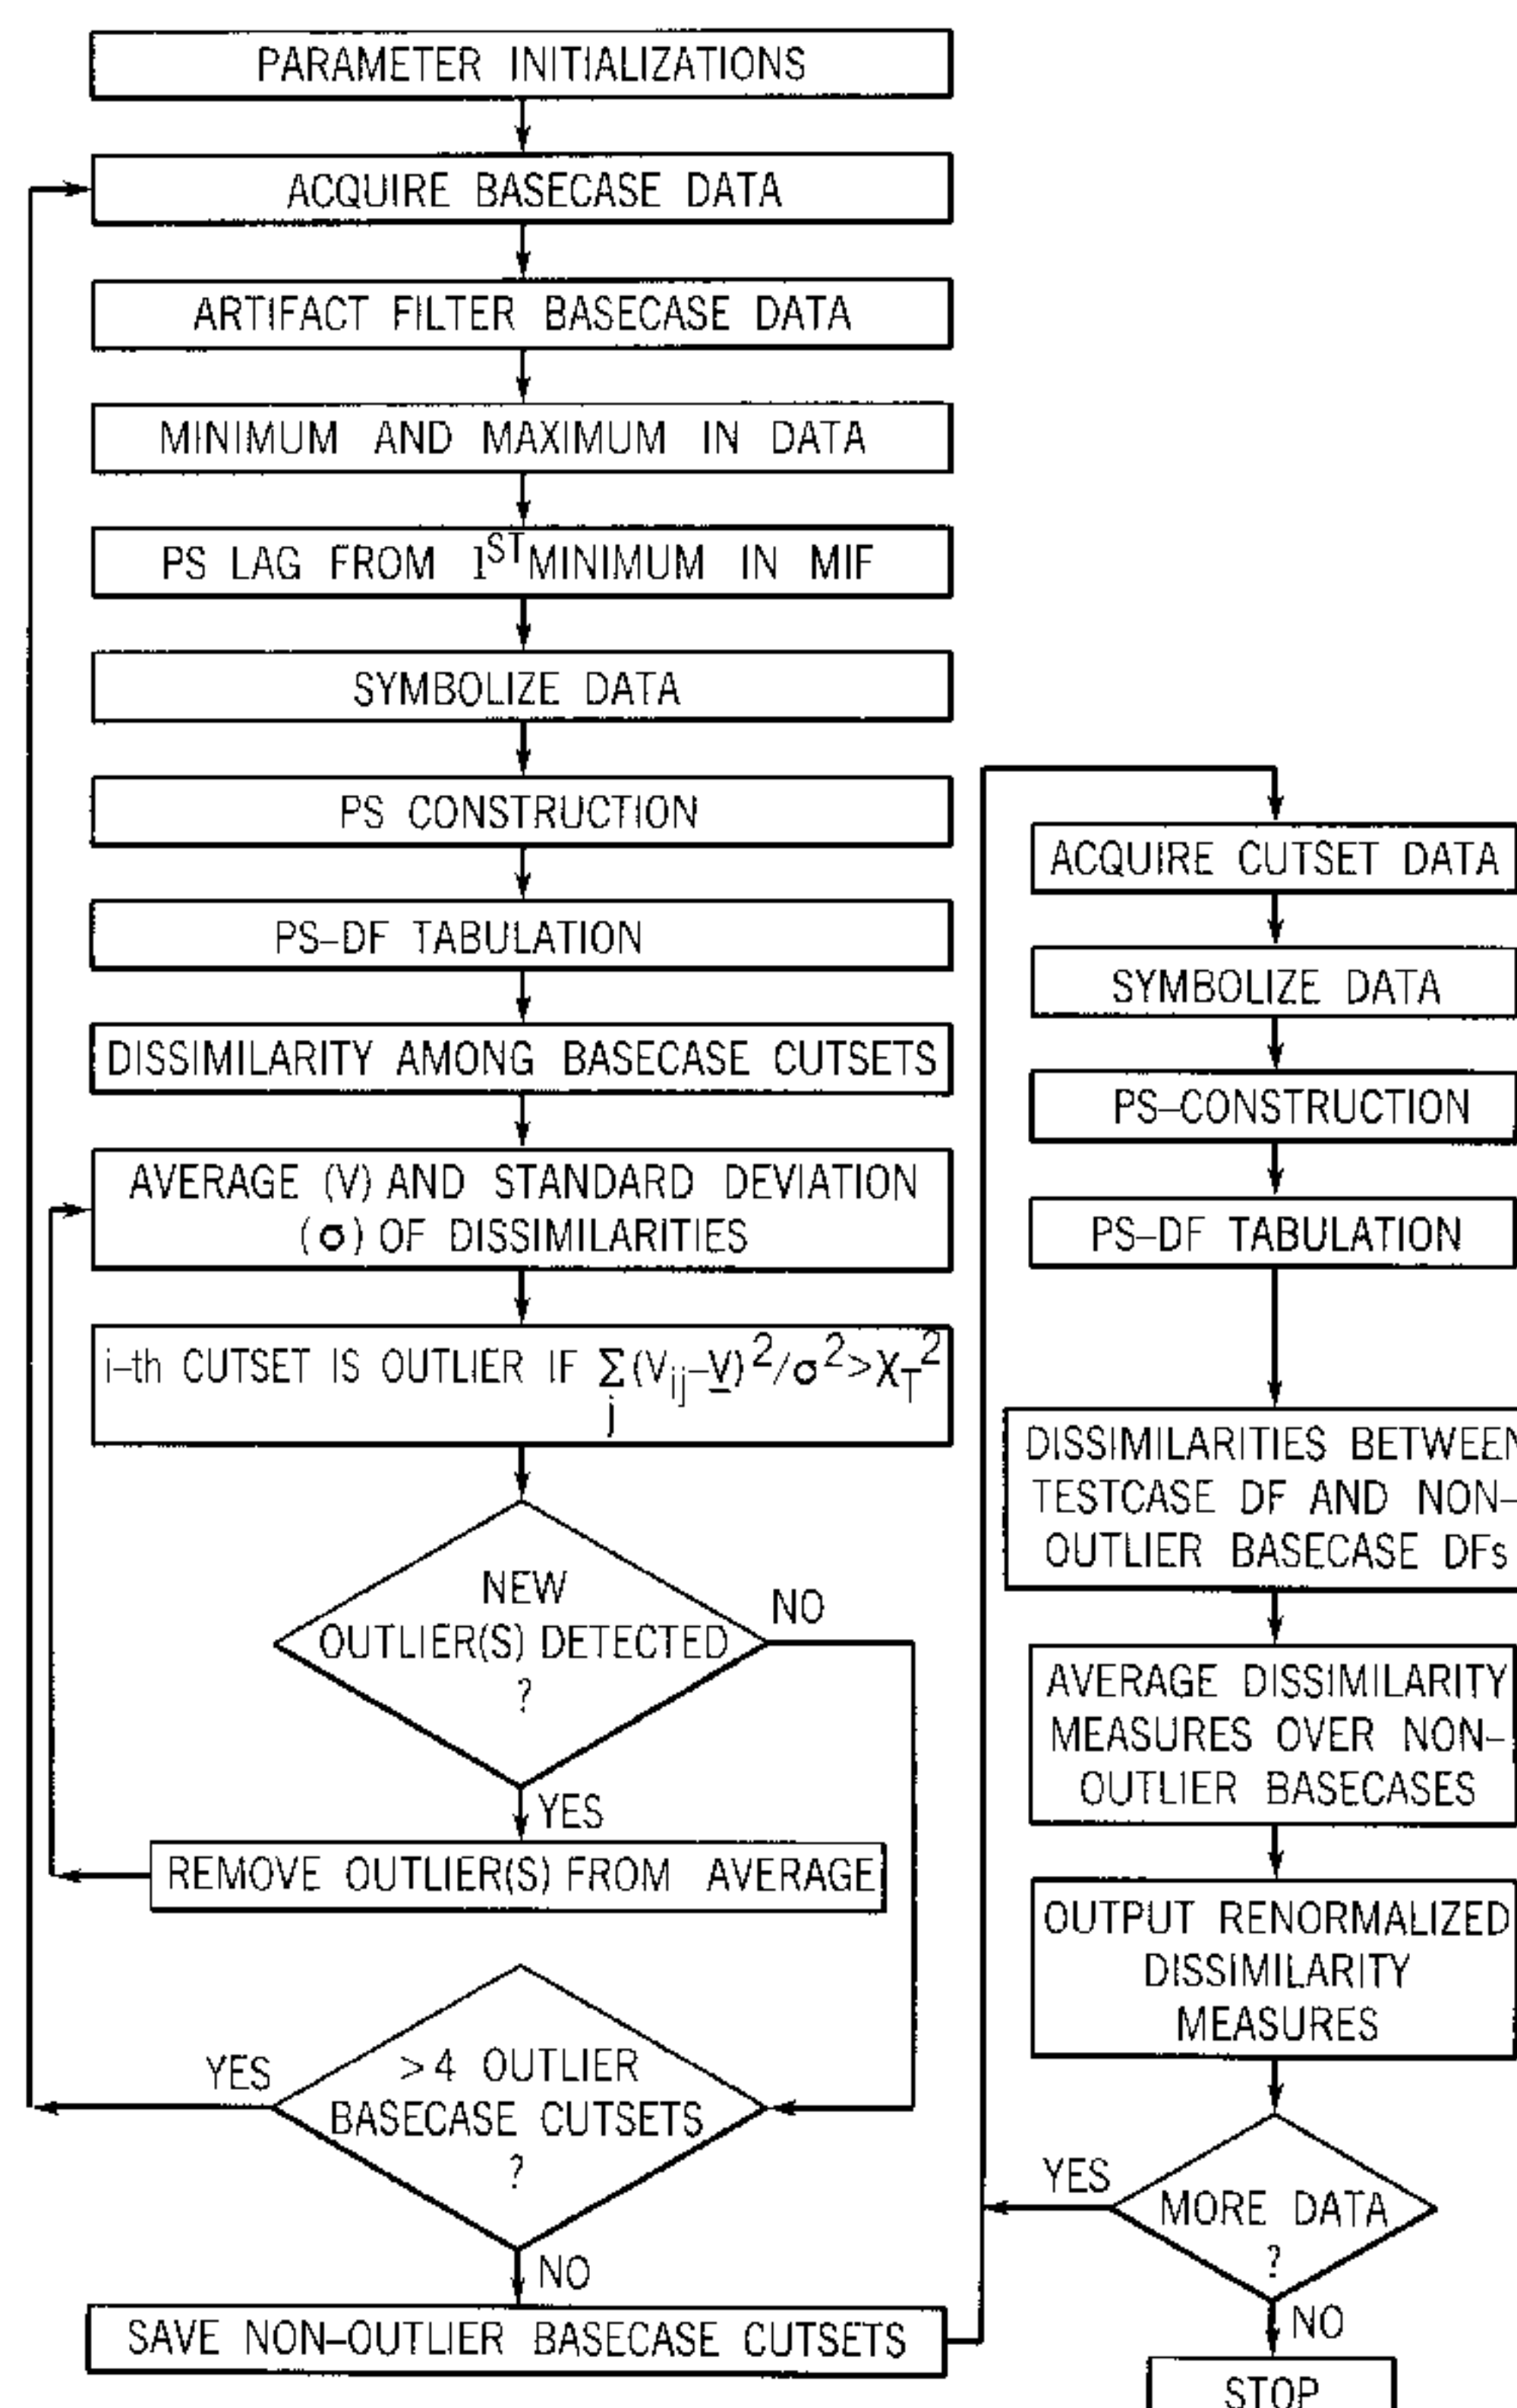 PARAMETER INITIALIZATIONS
ACQUIRE BASECASE DATA
ARTIFACT FILTER BASECASE DATA
MINIMUM AND MAXIMUM IN DATA
PS LAG FROM 1ST MINIMUM IN MIF
SYMBOLIZE DATA
PS CONSTRUCTION
PS–DF TABULATION
DISSIMILARITY AMONG BASECASE CUTSETS
AVERAGE (V) AND STANDARD DEVIATION
(σ) OF DISSIMILARITIES
i–th CUTSET IS OUTLIER IF ∑j (Vij–V̲)²/σ²>χT²
NEW
OUTLIER(S) DETECTED
?
NO
YES
REMOVE OUTLIER(S) FROM AVERAGE
>4 OUTLIER
BASECASE CUTSETS
?
YES
NO
SAVE NON–OUTLIER BASECASE CUTSETS
ACQUIRE CUTSET DATA
SYMBOLIZE DATA
PS–CONSTRUCTION
PS–DF TABULATION
DISSIMILARITIES BETWEEN
TESTCASE DF AND NON–
OUTLIER BASECASE DFs
AVERAGE DISSIMILARITY
MEASURES OVER NON–
OUTLIER BASECASES
OUTPUT RENORMALIZED
DISSIMILARITY
MEASURES
YES
MORE DATA
?
NO
STOP